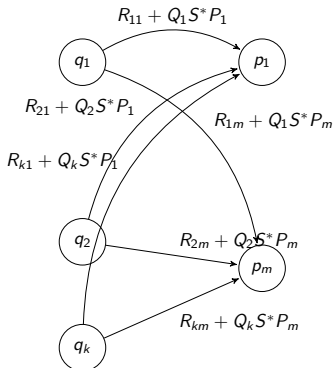 R₁₁ + Q₁S*P₁
q₁
p₁
R₂₁ + Q₂S*P₁
R₁ₘ + Q₁S*Pₘ
Rₖ₁ + QₖS*P₁
q₂
R₂ₘ + Q₂S*Pₘ
pₘ
Rₖₘ + QₖS*Pₘ
qₖ